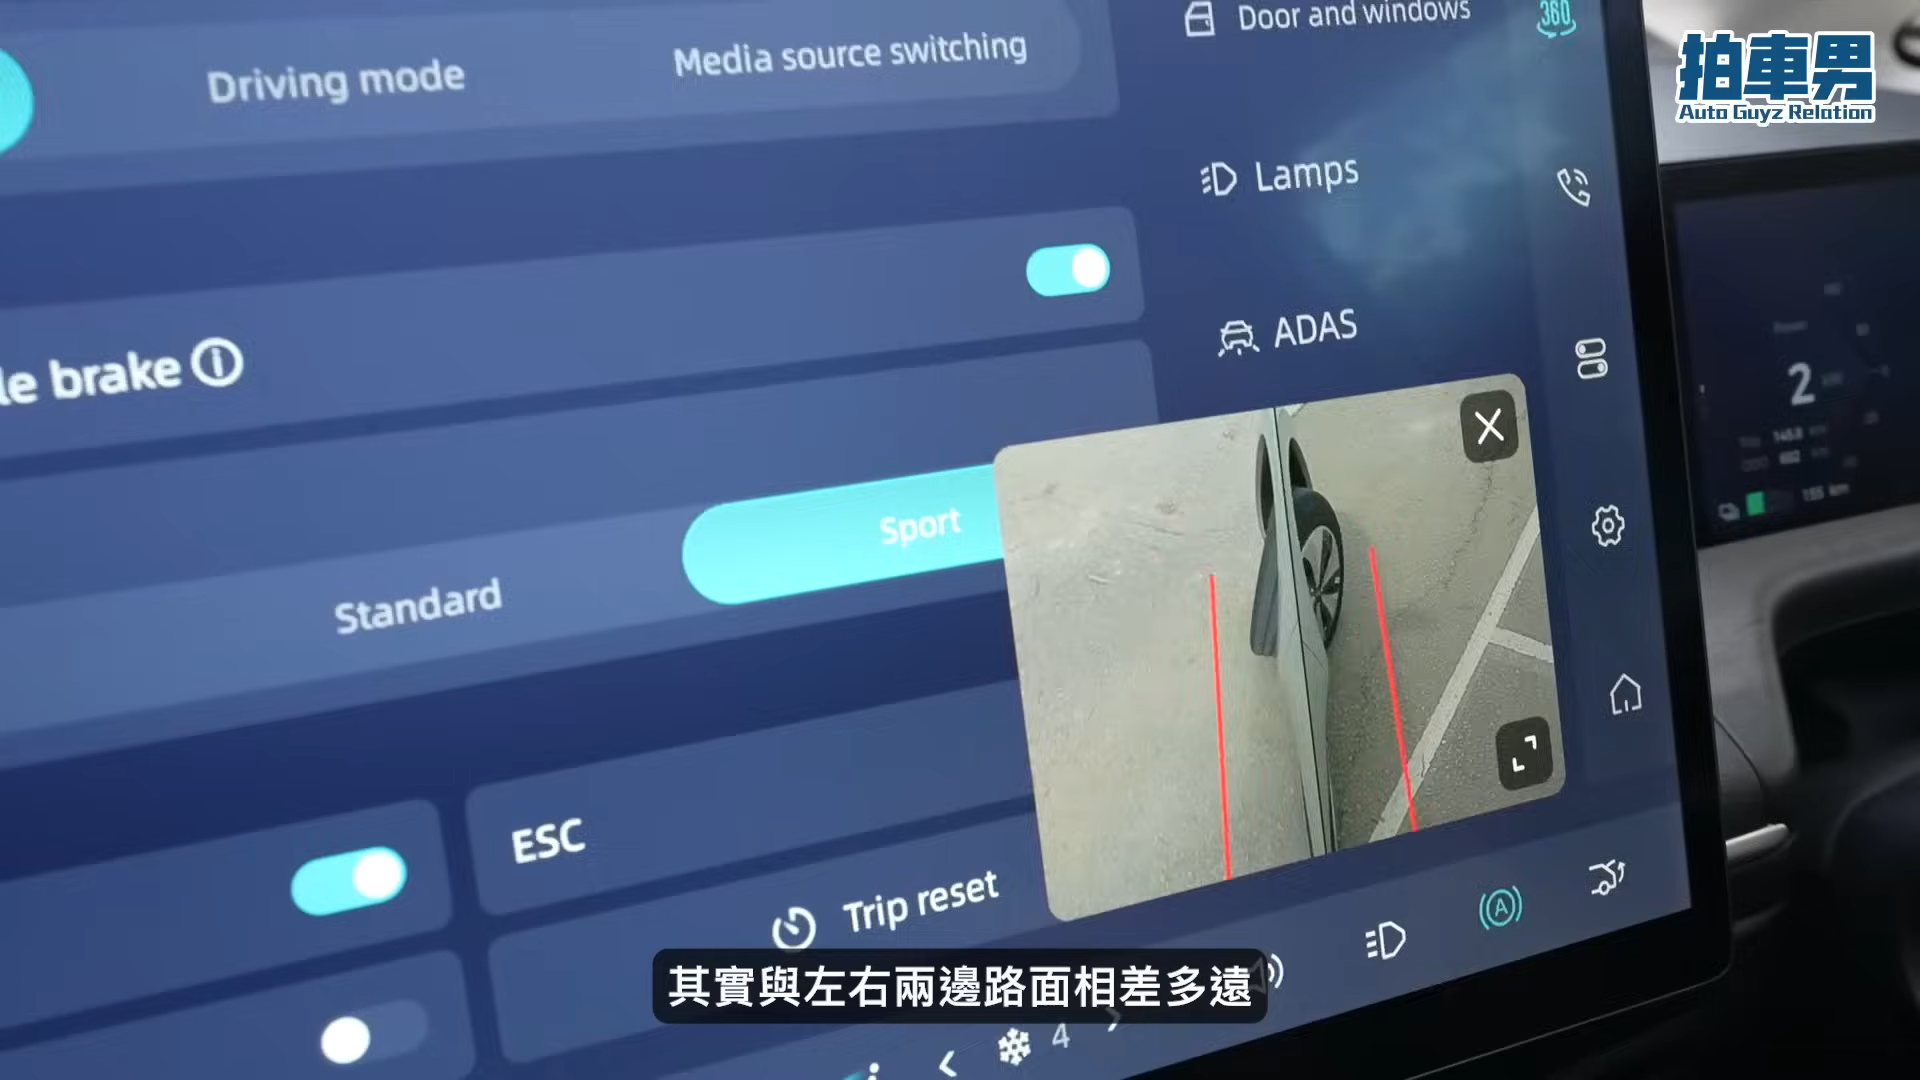 Driving mode
Media source switching
Door and windows
360
拍車男
Auto Guyz Relation
Lamps
le brake
ADAS
2
Sport
Standard
ESC
Trip reset
A
其實與左右兩邊路面相差多遠
4